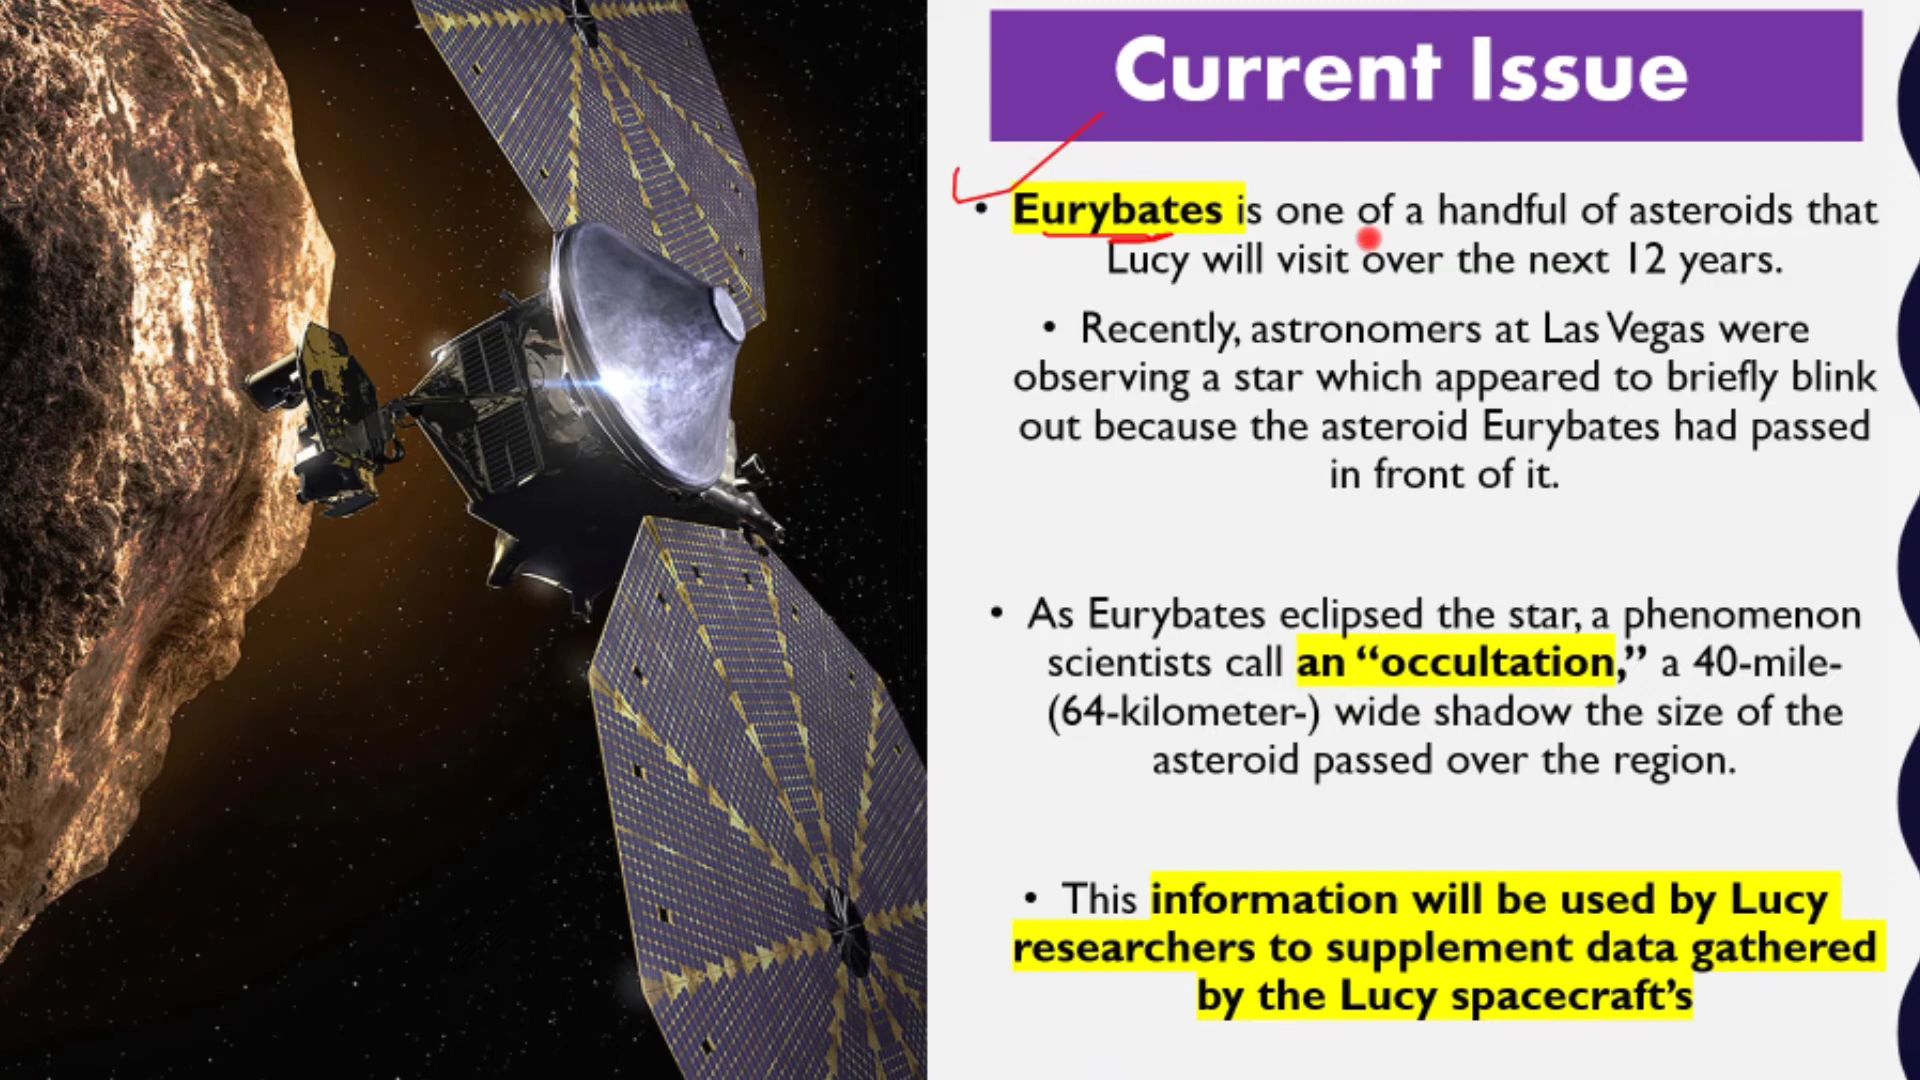 Current Issue
• Eurybates is one of a handful of asteroids that
Lucy will visit over the next 12 years.
• Recently, astronomers at Las Vegas were
observing a star which appeared to briefly blink
out because the asteroid Eurybates had passed
in front of it.
• As Eurybates eclipsed the star, a phenomenon
scientists call an “occultation,” a 40-mile-
(64-kilometer-) wide shadow the size of the
asteroid passed over the region.
• This information will be used by Lucy
researchers to supplement data gathered
by the Lucy spacecraft’s